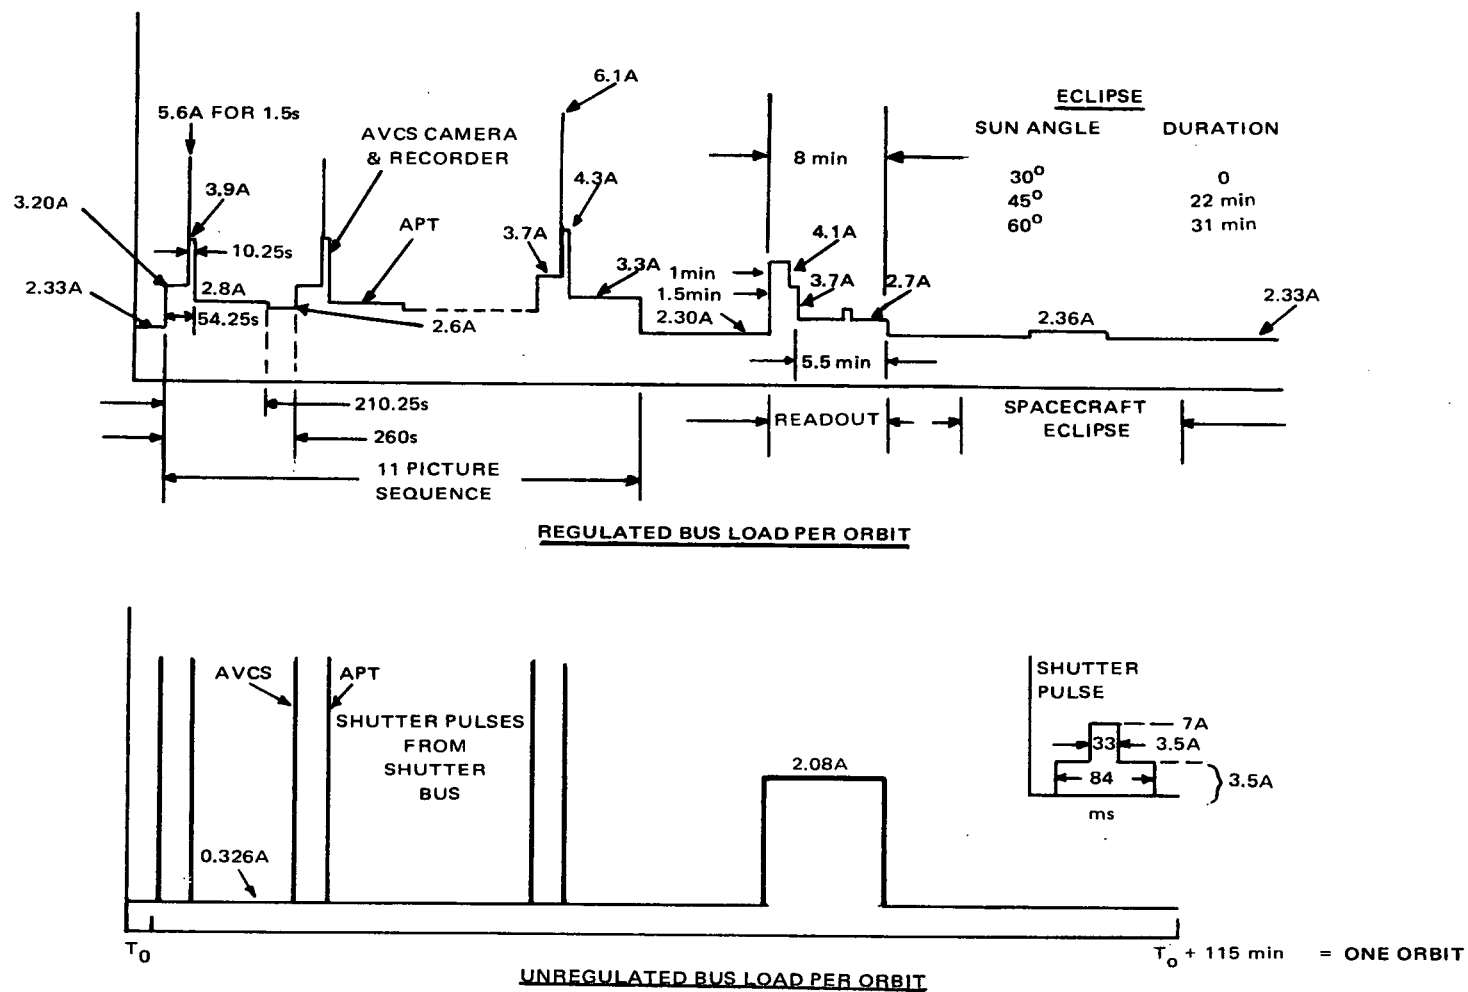 6.1A
5.6A FOR 1.5s
AVCS CAMERA
& RECORDER
ECLIPSE
SUN ANGLE DURATION
30° 0
45° 22 min
60° 31 min
8 min
3.20A
3.9A
4.3A
APT
3.7A
4.1A
10.25s
3.3A
1min
3.7A
2.7A
2.33A
2.8A
1.5min
2.33A
54.25s
2.6A
2.30A
2.36A
5.5 min
210.25s
260s
READOUT
SPACECRAFT
ECLIPSE
11 PICTURE
SEQUENCE
REGULATED BUS LOAD PER ORBIT
AVCS
APT
SHUTTER PULSES
FROM
SHUTTER
BUS
SHUTTER
PULSE
7A
33
3.5A
84
3.5A
ms
2.08A
0.326A
To
To + 115 min = ONE ORBIT
UNREGULATED BUS LOAD PER ORBIT